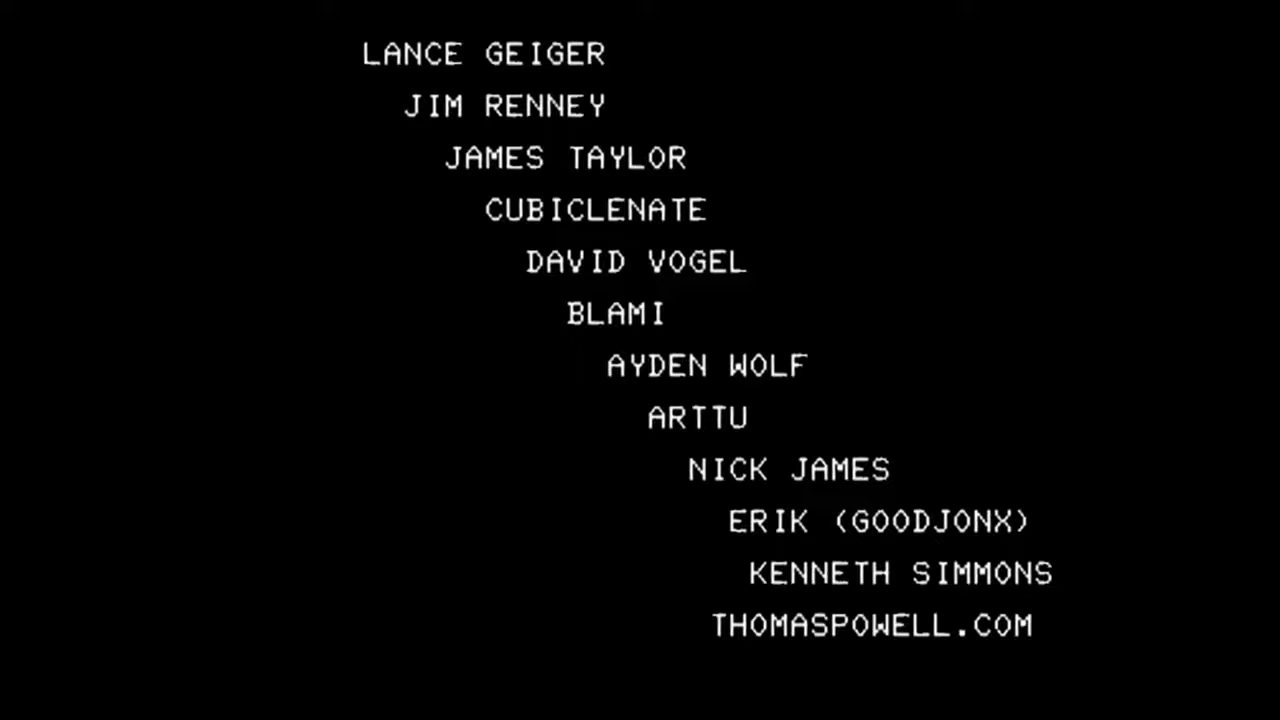 LANCE GEIGER
JIM RENNEY
JAMES TAYLOR
CUBICLENATE
DAVID VOGEL
BLAMI
AYDEN WOLF
ARTTU
NICK JAMES
ERIK (GOODJONX)
KENNETH SIMMONS
THOMASPOWELL.COM